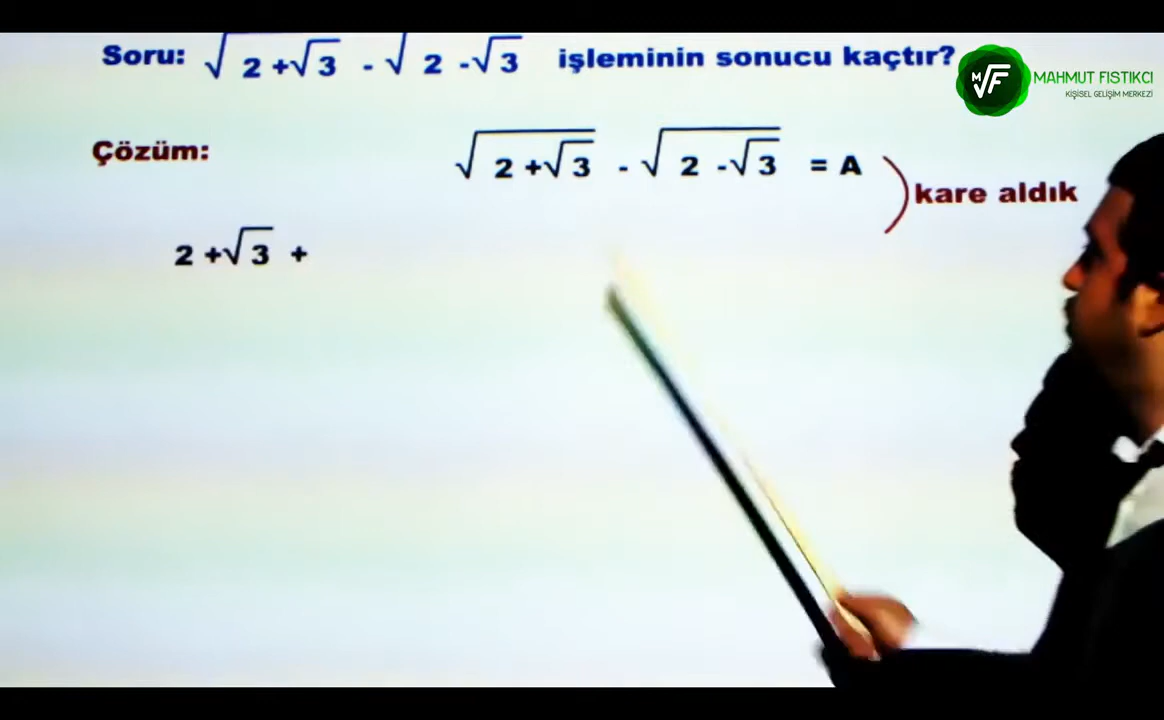 Soru: √2 +√3 - √2 -√3 işleminin sonucu kaçtır?
MVF
MAHMUT FISTIKCI
KİŞİSEL GELİŞİM MERKEZİ
Çözüm: √2 +√3 - √2 -√3 = A
kare aldık
2 +√3 +